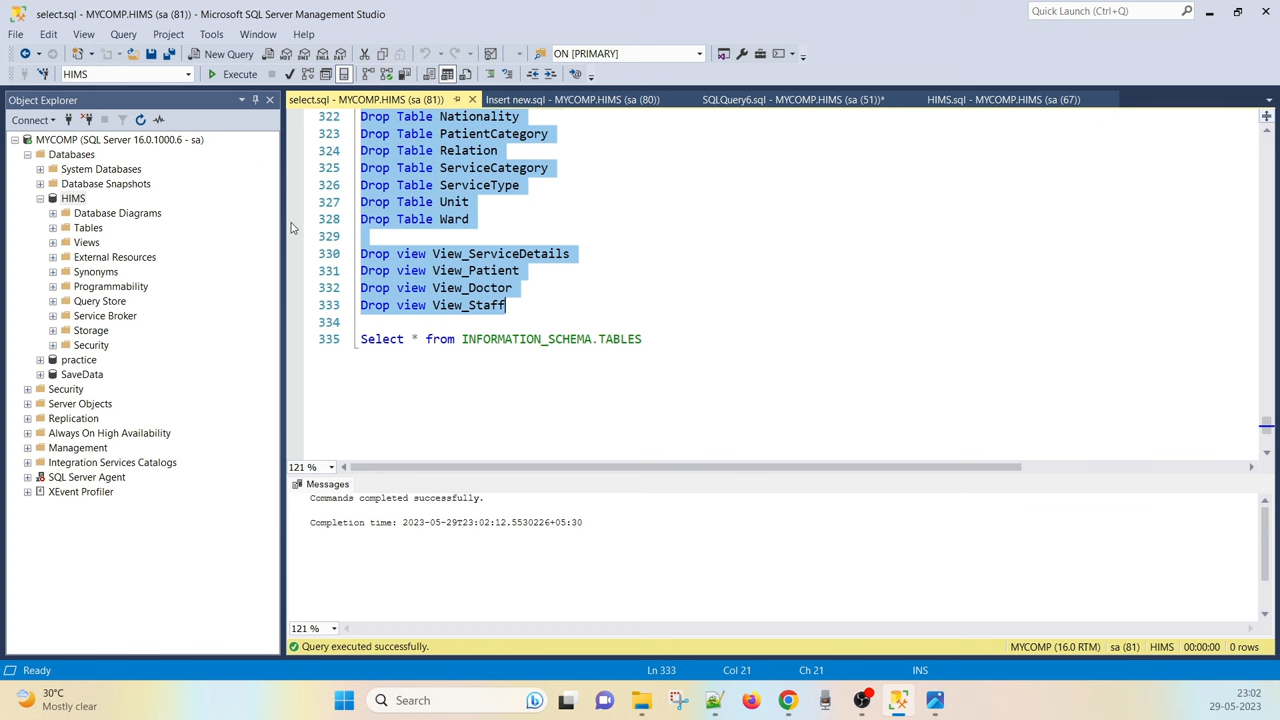 select.sql - MYCOMP.HIMS (sa (81)) - Microsoft SQL Server Management Studio
Quick Launch (Ctrl+Q)
File Edit View Query Project Tools Window Help
New Query
MDX DMX XMLA DAX
ON [PRIMARY]
HIMS
Execute
Object Explorer
select.sql - MYCOMP.HIMS (sa (81))
Insert new.sql - MYCOMP.HIMS (sa (80))
SQLQuery6.sql - MYCOMP.HIMS (sa (51))*
HIMS.sql - MYCOMP.HIMS (sa (67))
Connect
MYCOMP (SQL Server 16.0.1000.6 - sa)
Databases
System Databases
Database Snapshots
HIMS
Database Diagrams
Tables
Views
External Resources
Synonyms
Programmability
Query Store
Service Broker
Storage
Security
practice
SaveData
Security
Server Objects
Replication
Always On High Availability
Management
Integration Services Catalogs
SQL Server Agent
XEvent Profiler
322 Drop Table Nationality
323 Drop Table PatientCategory
324 Drop Table Relation
325 Drop Table ServiceCategory
326 Drop Table ServiceType
327 Drop Table Unit
328 Drop Table Ward
329
330 Drop view View_ServiceDetails
331 Drop view View_Patient
332 Drop view View_Doctor
333 Drop view View_Staff
334
335 Select * from INFORMATION_SCHEMA.TABLES
121 %
Messages
Commands completed successfully.
Completion time: 2023-05-29T23:02:12.5530226+05:30
121 %
Query executed successfully.
MYCOMP (16.0 RTM) sa (81) HIMS 00:00:00 0 rows
Ready
Ln 333 Col 21 Ch 21 INS
30°C
Mostly clear
Search
23:02
29-05-2023